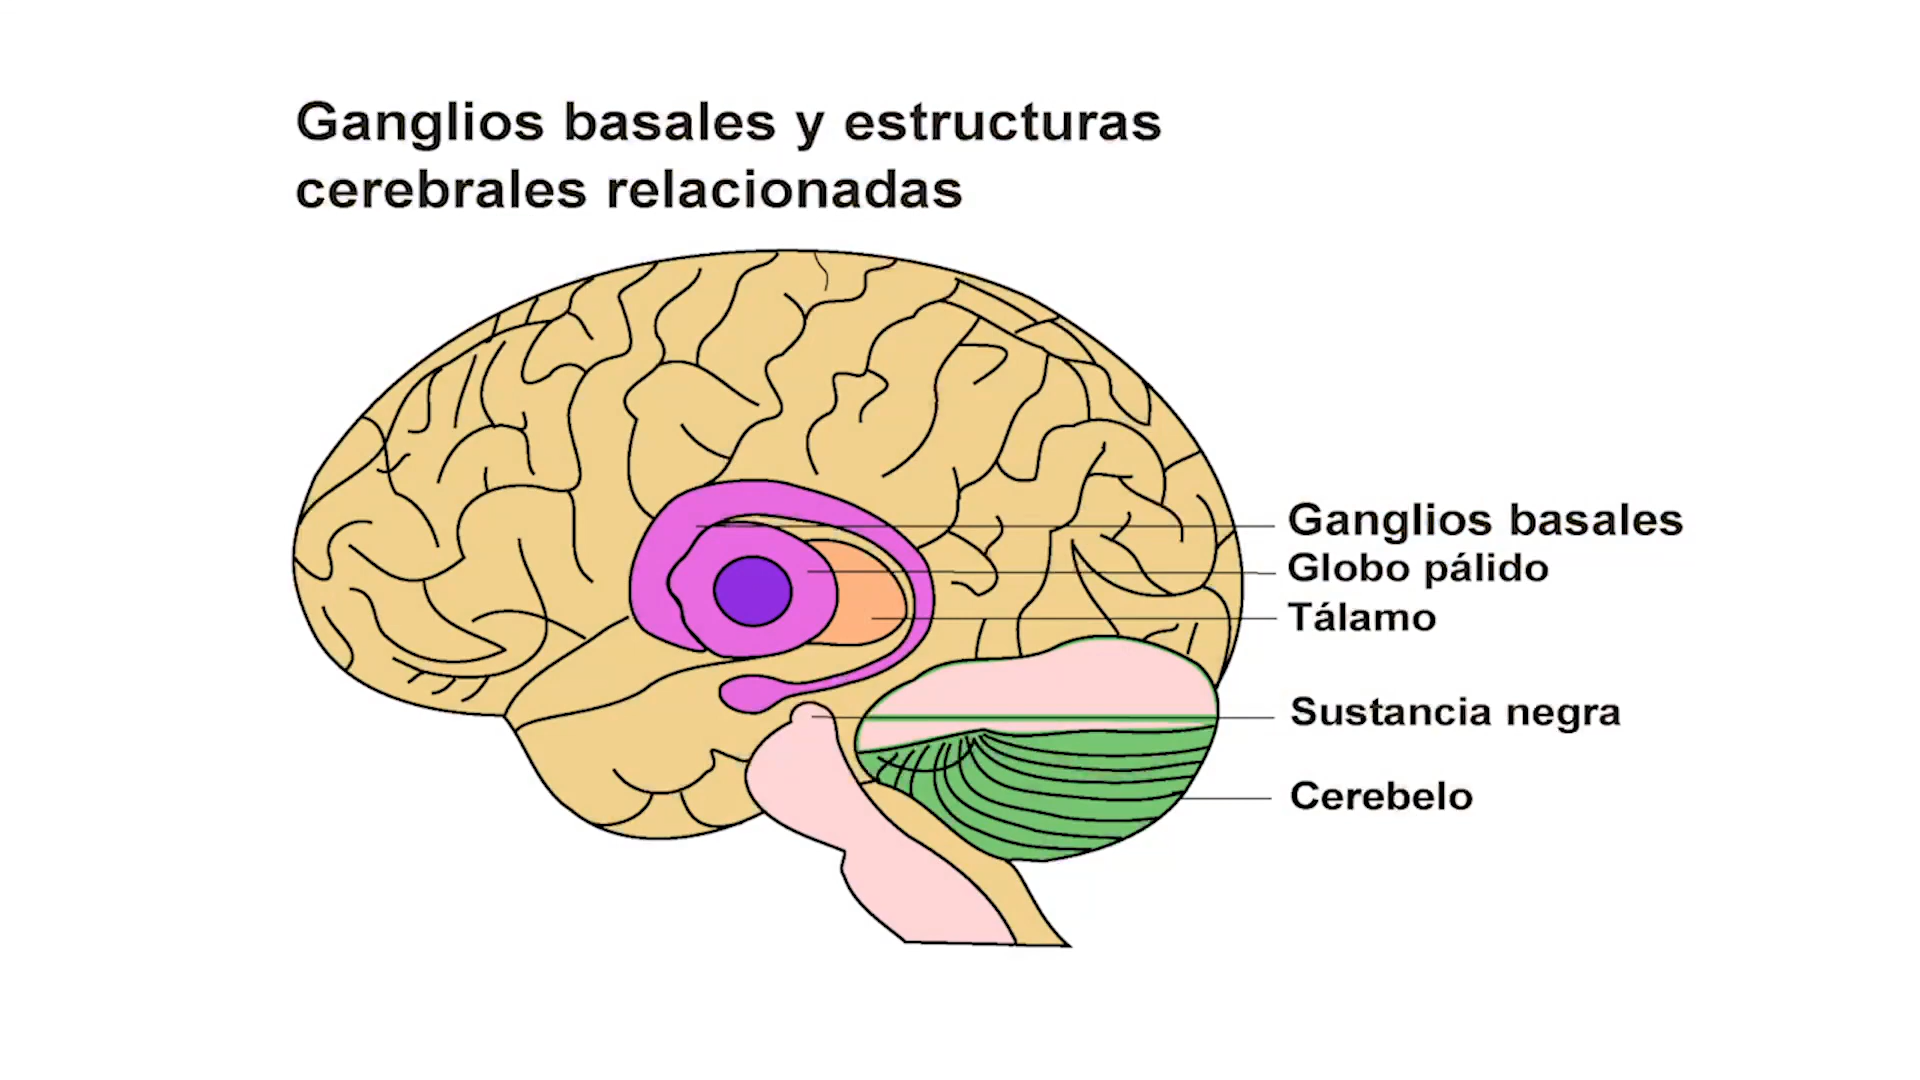 Ganglios basales y estructuras
cerebrales relacionadas
Ganglios basales
Globo pálido
Tálamo
Sustancia negra
Cerebelo